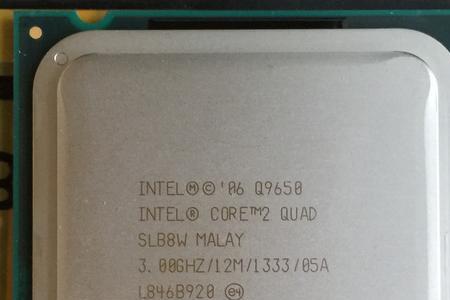 INTEL Ⓜ © '06 Q9650
INTEL® CORE™2 QUAD
SLB8W MALAY
3.00GHZ/12M/1333/05A
L846B920 e4